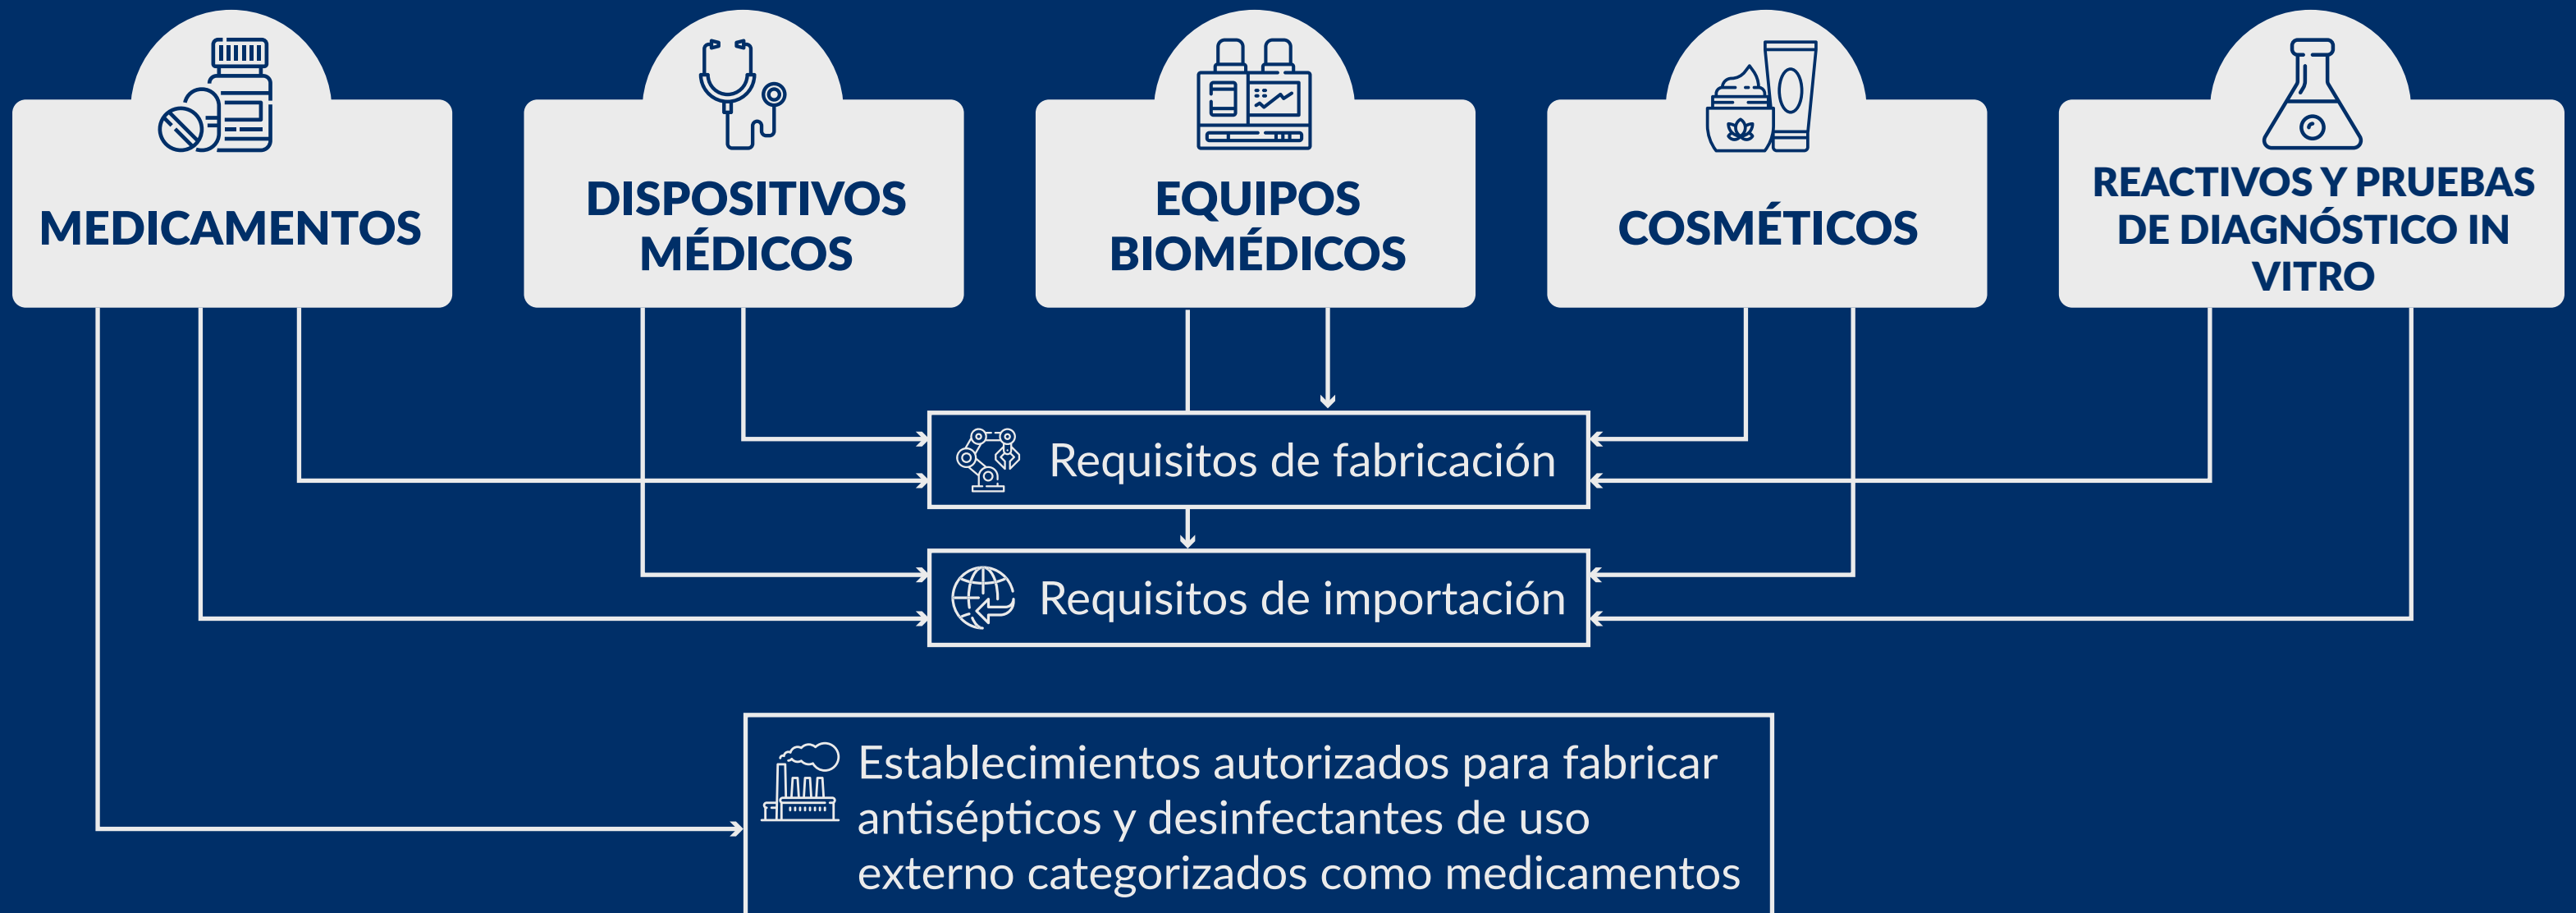 MEDICAMENTOS
DISPOSITIVOS
MÉDICOS
EQUIPOS
BIOMÉDICOS
COSMÉTICOS
REACTIVOS Y PRUEBAS
DE DIAGNÓSTICO IN
VITRO
Requisitos de fabricación
Requisitos de importación
Establecimientos autorizados para fabricar
antisépticos y desinfectantes de uso
externo categorizados como medicamentos